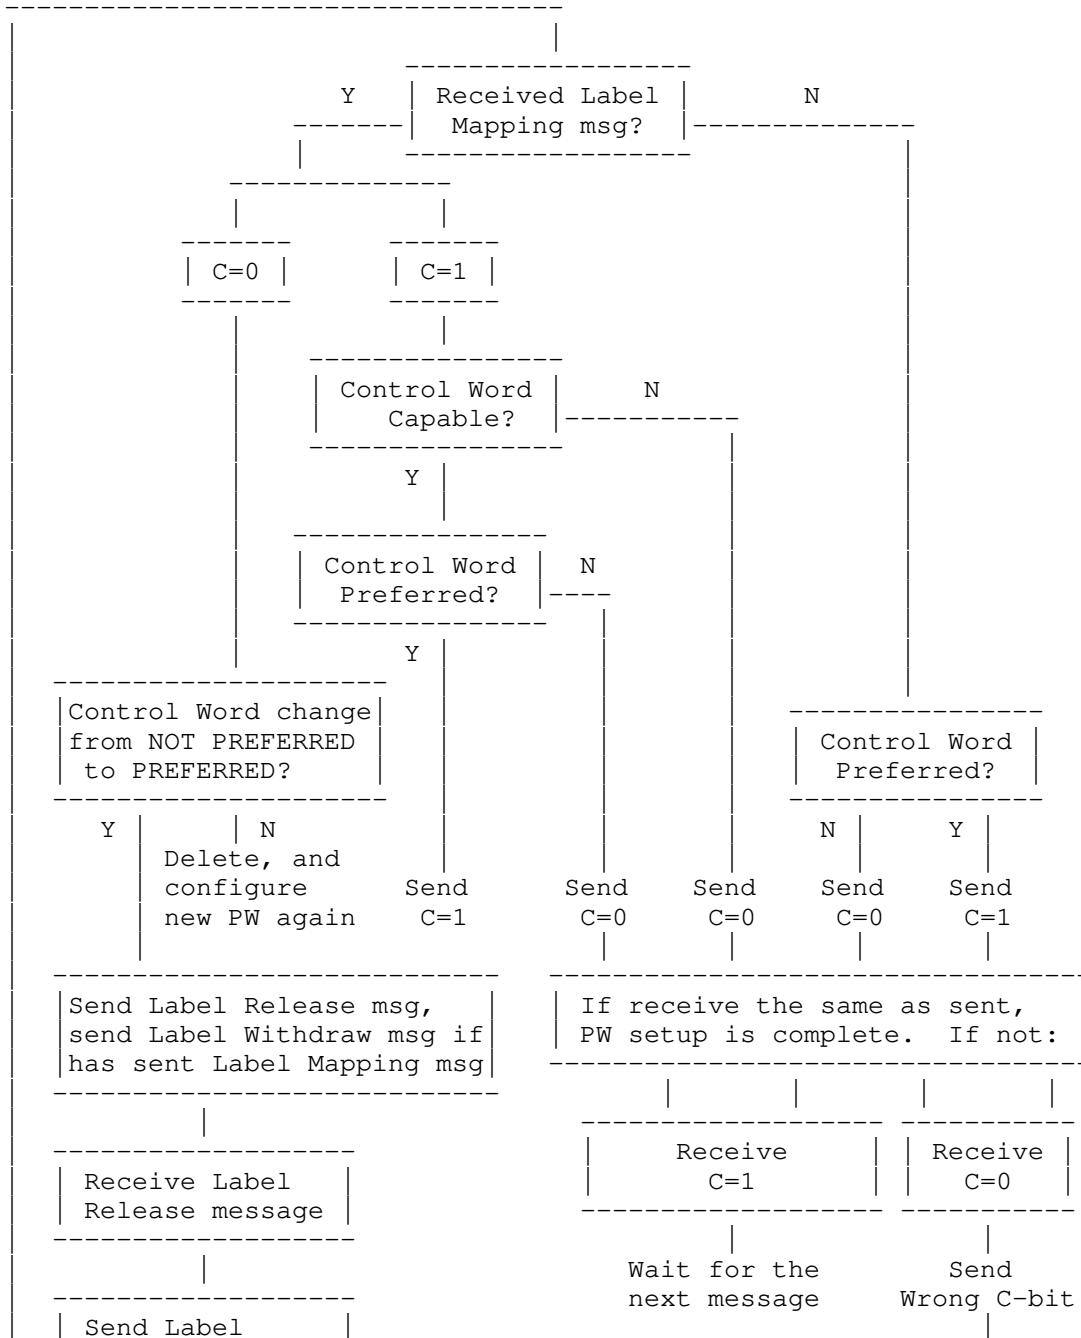 Y Received Label N
Mapping msg?
C=0 C=1
Control Word N
Capable?
Y
Control Word N
Preferred?
Y
Control Word change
from NOT PREFERRED Control Word
to PREFERRED? Preferred?
Y N N Y
Delete, and
configure Send Send Send Send Send
new PW again C=1 C=0 C=0 C=0 C=1
Send Label Release msg, If receive the same as sent,
send Label Withdraw msg if PW setup is complete. If not:
has sent Label Mapping msg
Receive Receive
Receive Label C=1 C=0
Release message
Wait for the Send
next message Wrong C-bit
Send Label